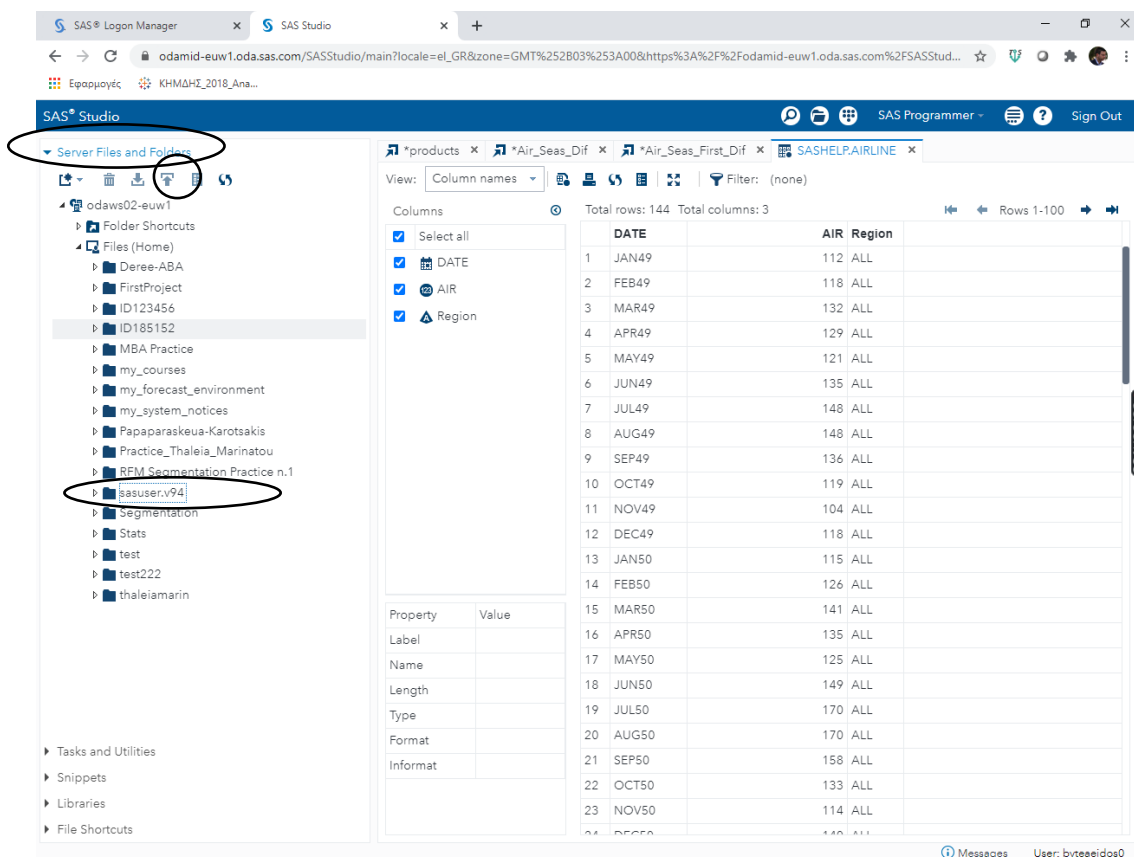 SAS® Logon Manager
SAS Studio
odamid-euw1.oda.sas.com/SASStudio/main?locale=el_GR&zone=GMT%252B03%253A00&https%3A%2F%2Fodamid-euw1.oda.sas.com%2FSASStud...
Εφαρμογές
ΚΗΜΔΗΣ_2018_Ana...
SAS® Studio
SAS Programmer
Sign Out
Server Files and Folders
odaws02-euw1
Folder Shortcuts
Files (Home)
Deree-ABA
FirstProject
ID123456
ID185152
MBA Practice
my_courses
my_forecast_environment
my_system_notices
Papaparaskeua-Karotsakis
Practice_Thaleia_Marinatou
RFM Segmentation Practice n.1
sasuser.v94
Segmentation
Stats
test
test222
thaleiamarin
Tasks and Utilities
Snippets
Libraries
File Shortcuts
*products
*Air_Seas_Dif
*Air_Seas_First_Dif
SASHELP.AIRLINE
View: Column names
Filter: (none)
Columns
Select all
DATE
AIR
Region
Property Value
Label
Name
Length
Type
Format
Informat
Total rows: 144 Total columns: 3
Rows 1-100
DATE AIR Region
1 JAN49 112 ALL
2 FEB49 118 ALL
3 MAR49 132 ALL
4 APR49 129 ALL
5 MAY49 121 ALL
6 JUN49 135 ALL
7 JUL49 148 ALL
8 AUG49 148 ALL
9 SEP49 136 ALL
10 OCT49 119 ALL
11 NOV49 104 ALL
12 DEC49 118 ALL
13 JAN50 115 ALL
14 FEB50 126 ALL
15 MAR50 141 ALL
16 APR50 135 ALL
17 MAY50 125 ALL
18 JUN50 149 ALL
19 JUL50 170 ALL
20 AUG50 170 ALL
21 SEP50 158 ALL
22 OCT50 133 ALL
23 NOV50 114 ALL
24 DEC50 140 ALL
Messages
User: byteaeidos0